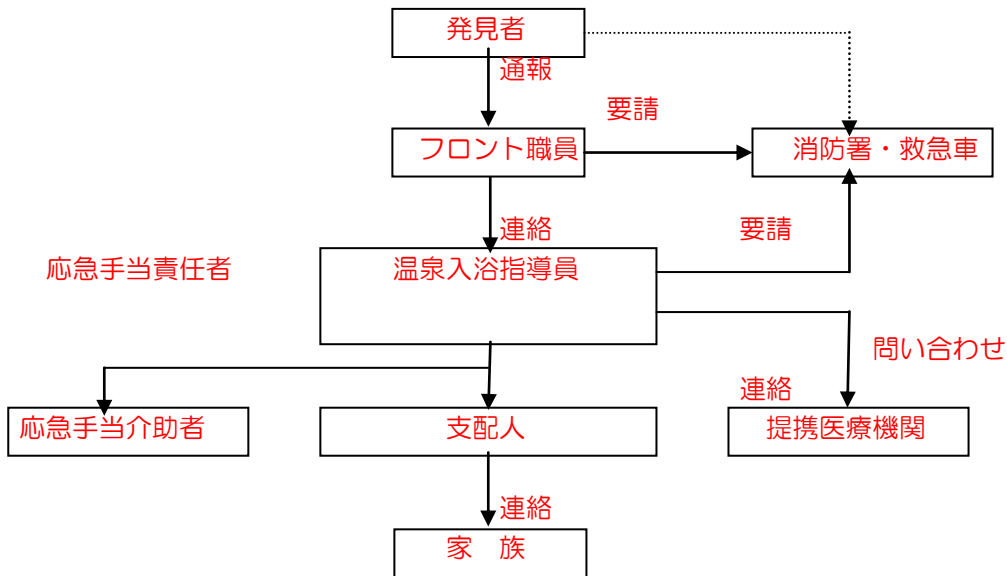 発見者
通報
要請
フロント職員
消防署・救急車
連絡
要請
応急手当責任者
温泉入浴指導員
問い合わせ
連絡
応急手当介助者
支配人
提携医療機関
連絡
家　族